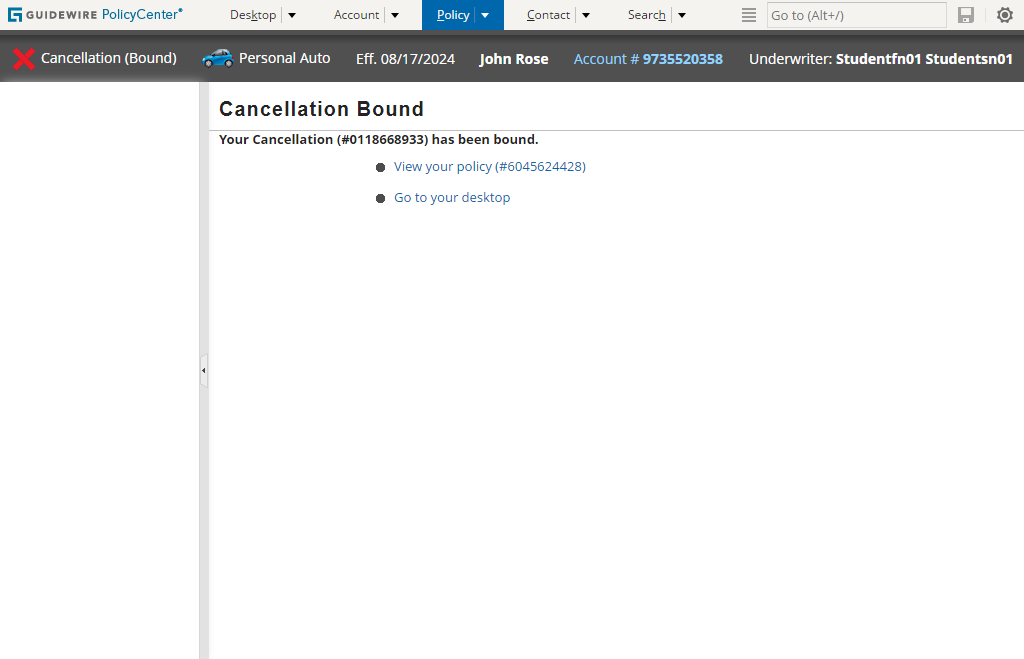 GUIDEWIRE PolicyCenter® Desktop Account Policy Contact Search Go to (Alt+/)
Cancellation (Bound) Personal Auto Eff. 08/17/2024 John Rose Account # 9735520358 Underwriter: Studentfn01 Studentsn01
Cancellation Bound
Your Cancellation (#0118668933) has been bound.
View your policy (#6045624428)
Go to your desktop